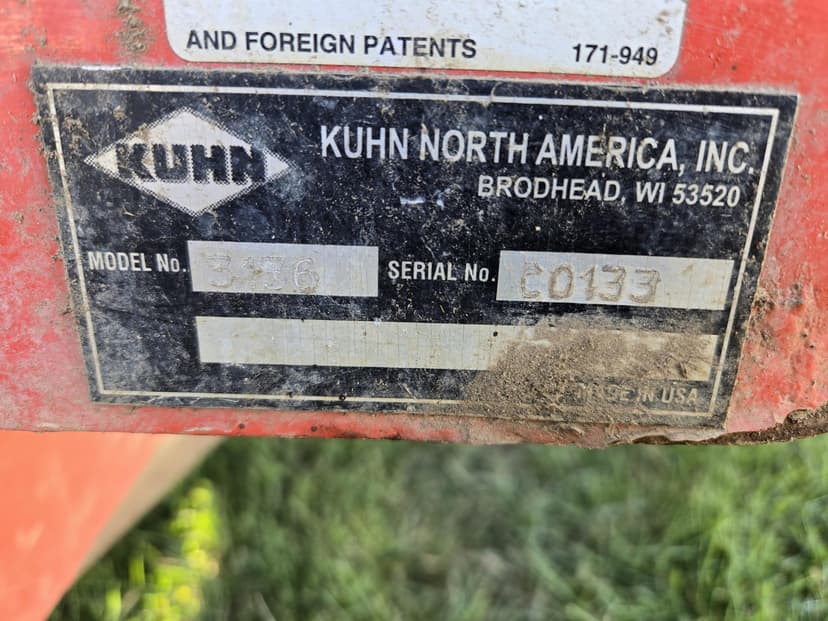 AND FOREIGN PATENTS 171-949
KUHN
KUHN NORTH AMERICA, INC.
BRODHEAD, WI 53520
MODEL No. 3136 SERIAL No. C0133
MADE IN USA